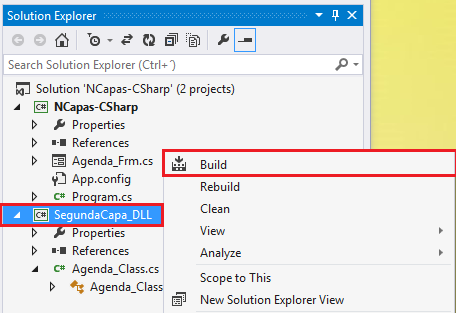 Solution Explorer
Search Solution Explorer (Ctrl+´)
Solution 'NCapas-CSharp' (2 projects)
C# NCapas-CSharp
Properties
References
Agenda_Frm.cs
App.config
C# Program.cs
C# SegundaCapa_DLL
Properties
References
C# Agenda_Class.cs
Agenda_Class
Build
Rebuild
Clean
View
Analyze
Scope to This
New Solution Explorer View